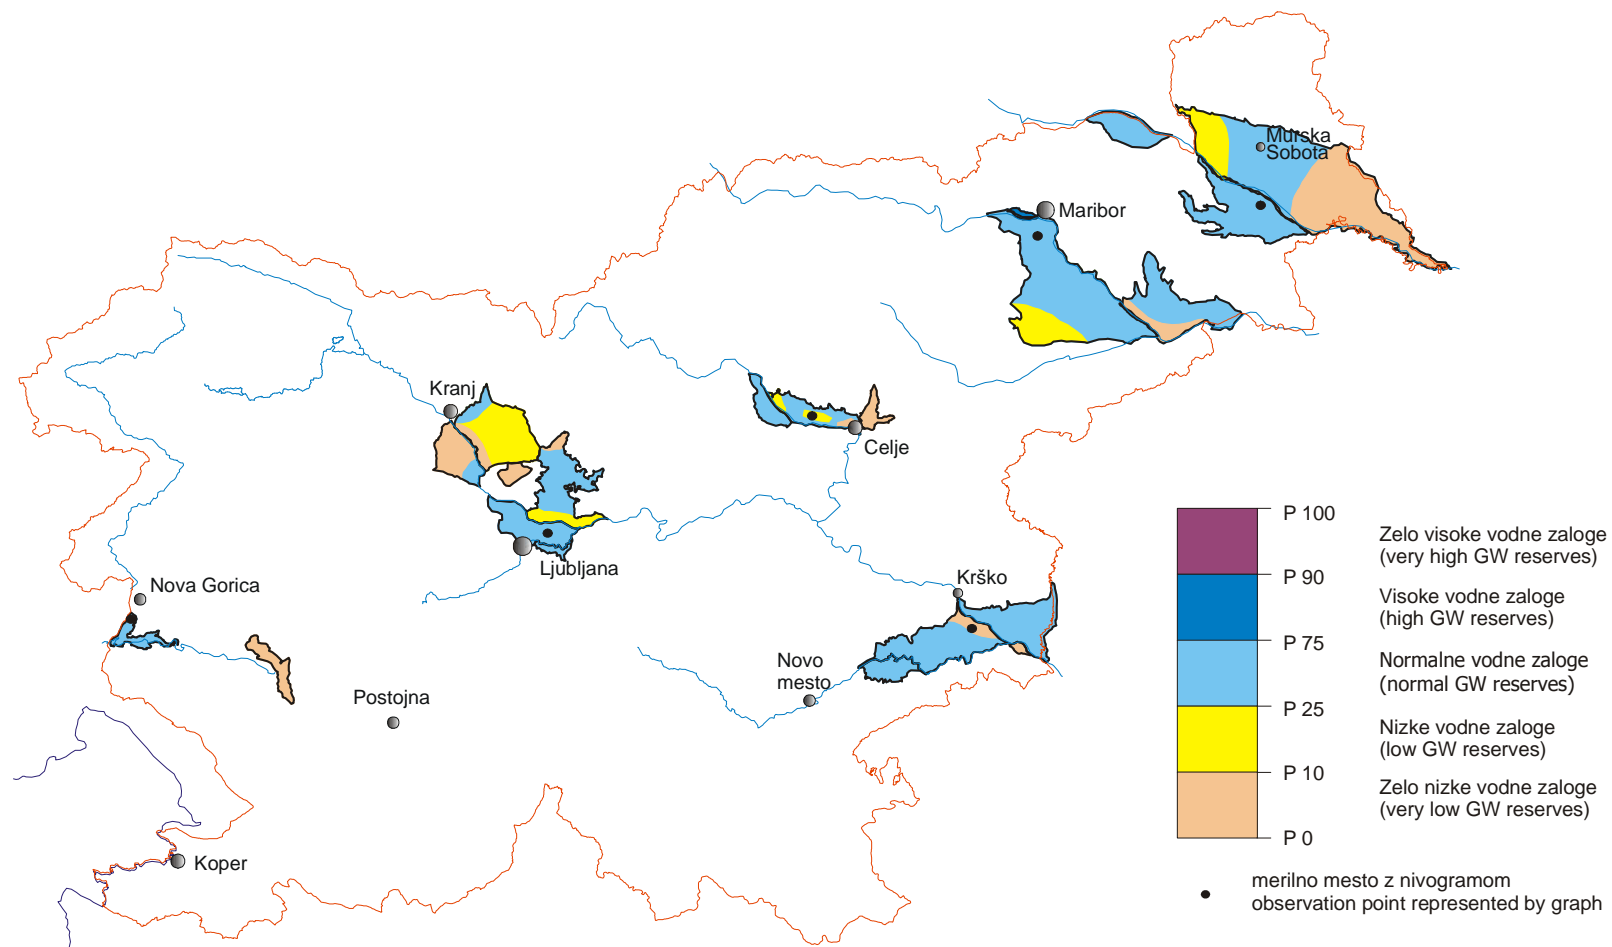 Murska
Sobota
Maribor
Kranj
Celje
Ljubljana
Nova Gorica
Krško
Novo
mesto
Postojna
Koper
P 100
Zelo visoke vodne zaloge
(very high GW reserves)
P 90
Visoke vodne zaloge
(high GW reserves)
P 75
Normalne vodne zaloge
(normal GW reserves)
P 25
Nizke vodne zaloge
(low GW reserves)
P 10
Zelo nizke vodne zaloge
(very low GW reserves)
P 0
merilno mesto z nivogramom
observation point represented by graph